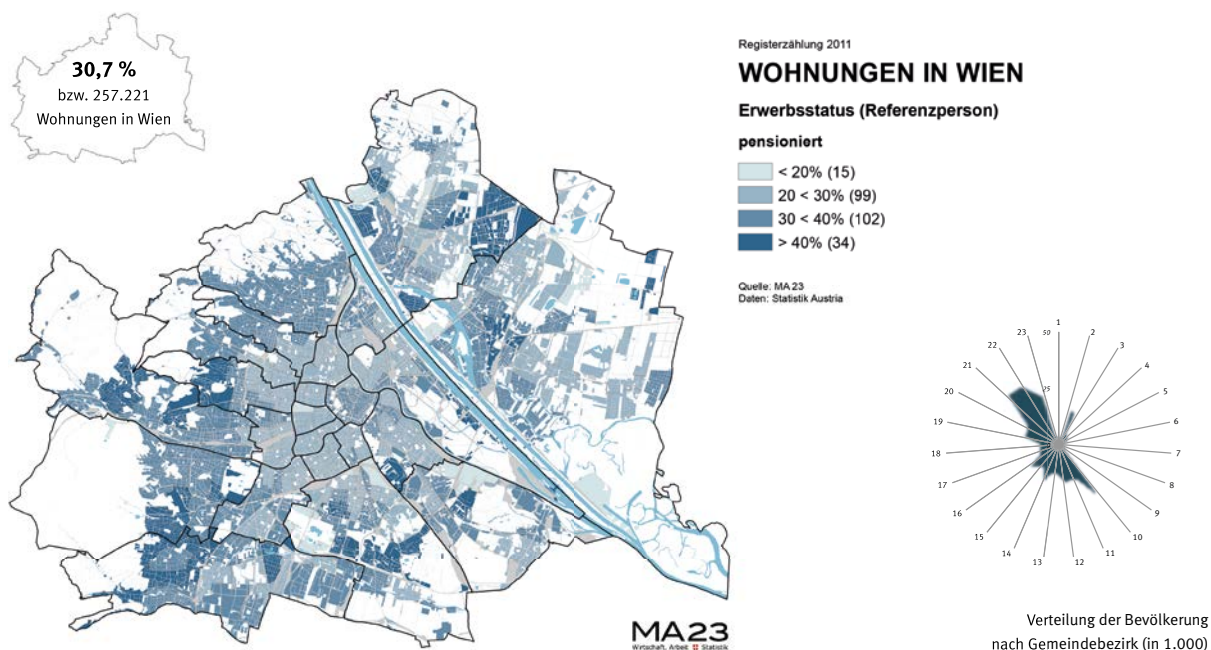 30,7 %
bzw. 257.221
Wohnungen in Wien
Registerzählung 2011
WOHNUNGEN IN WIEN
Erwerbsstatus (Referenzperson)
pensioniert
< 20% (15)
20 < 30% (99)
30 < 40% (102)
> 40% (34)
Quelle: MA 23
Daten: Statistik Austria
1
2
3
4
5
6
7
8
9
10
11
12
13
14
15
16
17
18
19
20
21
22
23
50
25
MA23
Wirtschaft, Arbeit Statistik
Verteilung der Bevölkerung
nach Gemeindebezirk (in 1.000)